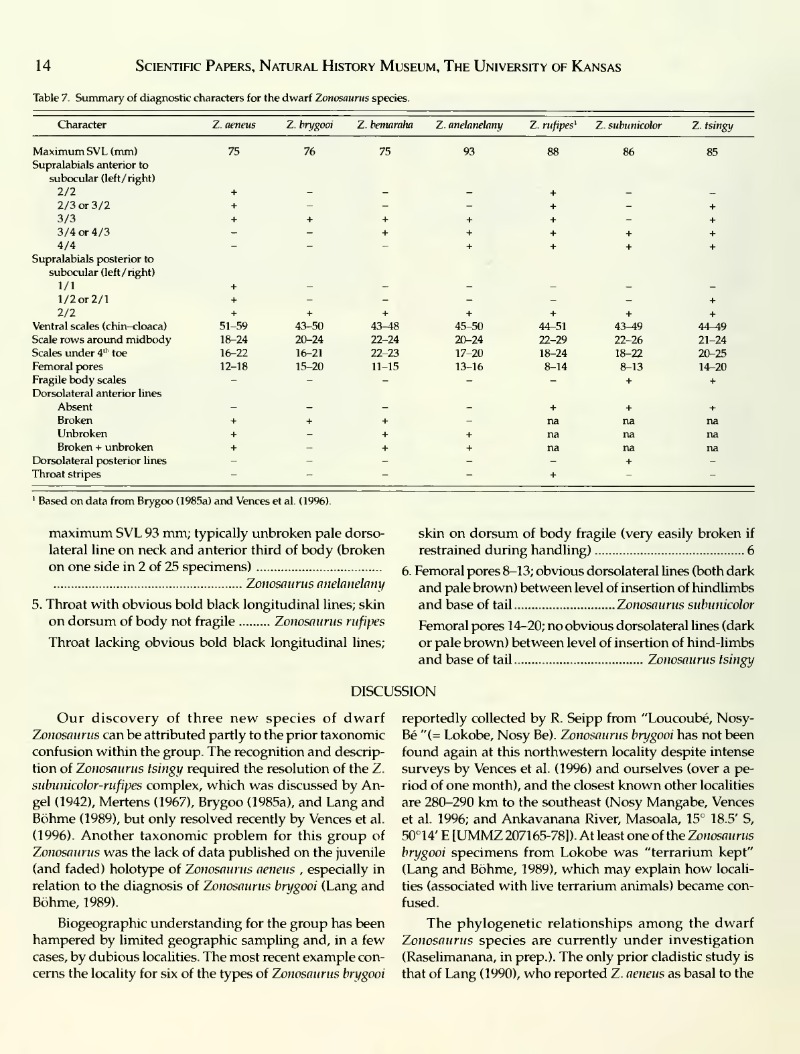 14 SCIENTIFIC PAPERS, NATURAL HISTORY MUSEUM, THE UNIVERSITY OF KANSAS
Table 7. Summary of diagnostic characters for the dwarf Zonosaurus species.
Character Z. aeneus Z. brygooi Z. bemaraha Z. anelanelany Z. rufipes¹ Z. subunicolor Z. tsingy
Maximum SVL (mm) 75 76 75 93 88 86 85
Supralabials anterior to
subocular (left/right)
2/2 + – – – + – –
2/3 or 3/2 + – – – + – +
3/3 + + + + + – +
3/4 or 4/3 – – + + + + +
4/4 – – – + + + +
Supralabials posterior to
subocular (left/right)
1/1 + – – – – – –
1/2 or 2/1 + – – – – – +
2/2 + + + + + + +
Ventral scales (chin–cloaca) 51–59 43–50 43–48 45–50 44–51 43–49 44–49
Scale rows around midbody 18–24 20–24 22–24 20–24 22–29 22–26 21–24
Scales under 4th toe 16–22 16–21 22–23 17–20 18–24 18–22 20–25
Femoral pores 12–18 15–20 11–15 13–16 8–14 8–13 14–20
Fragile body scales – – – – – + +
Dorsolateral anterior lines
Absent – – – – + + +
Broken + + + – na na na
Unbroken + – + + na na na
Broken + unbroken + – + + na na na
Dorsolateral posterior lines – – – – – + –
Throat stripes – – – – + – –
¹ Based on data from Brygoo (1985a) and Vences et al. (1996).
maximum SVL 93 mm; typically unbroken pale dorso-
lateral line on neck and anterior third of body (broken
on one side in 2 of 25 specimens) ....................................
...................................................... Zonosaurus anelanelany
5. Throat with obvious bold black longitudinal lines; skin
on dorsum of body not fragile ......... Zonosaurus rufipes
Throat lacking obvious bold black longitudinal lines;
skin on dorsum of body fragile (very easily broken if
restrained during handling) ........................................... 6
6. Femoral pores 8–13; obvious dorsolateral lines (both dark
and pale brown) between level of insertion of hindlimbs
and base of tail ............................. Zonosaurus subunicolor
Femoral pores 14–20; no obvious dorsolateral lines (dark
or pale brown) between level of insertion of hind-limbs
and base of tail ..................................... Zonosaurus tsingy
DISCUSSION
Our discovery of three new species of dwarf
Zonosaurus can be attributed partly to the prior taxonomic
confusion within the group. The recognition and descrip-
tion of Zonosaurus tsingy required the resolution of the Z.
subunicolor-rufipes complex, which was discussed by An-
gel (1942), Mertens (1967), Brygoo (1985a), and Lang and
Böhme (1989), but only resolved recently by Vences et al.
(1996). Another taxonomic problem for this group of
Zonosaurus was the lack of data published on the juvenile
(and faded) holotype of Zonosaurus aeneus , especially in
relation to the diagnosis of Zonosaurus brygooi (Lang and
Böhme, 1989).
Biogeographic understanding for the group has been
hampered by limited geographic sampling and, in a few
cases, by dubious localities. The most recent example con-
cerns the locality for six of the types of Zonosaurus brygooi
reportedly collected by R. Seipp from "Loucoubé, Nosy-
Bé "(= Lokobe, Nosy Be). Zonosaurus brygooi has not been
found again at this northwestern locality despite intense
surveys by Vences et al. (1996) and ourselves (over a pe-
riod of one month), and the closest known other localities
are 280–290 km to the southeast (Nosy Mangabe, Vences
et al. 1996; and Ankavanana River, Masoala, 15° 18.5' S,
50°14' E [UMMZ 207165-78]). At least one of the Zonosaurus
brygooi specimens from Lokobe was "terrarium kept"
(Lang and Böhme, 1989), which may explain how locali-
ties (associated with live terrarium animals) became con-
fused.
The phylogenetic relationships among the dwarf
Zonosaurus species are currently under investigation
(Raselimanana, in prep.). The only prior cladistic study is
that of Lang (1990), who reported Z. aeneus as basal to the